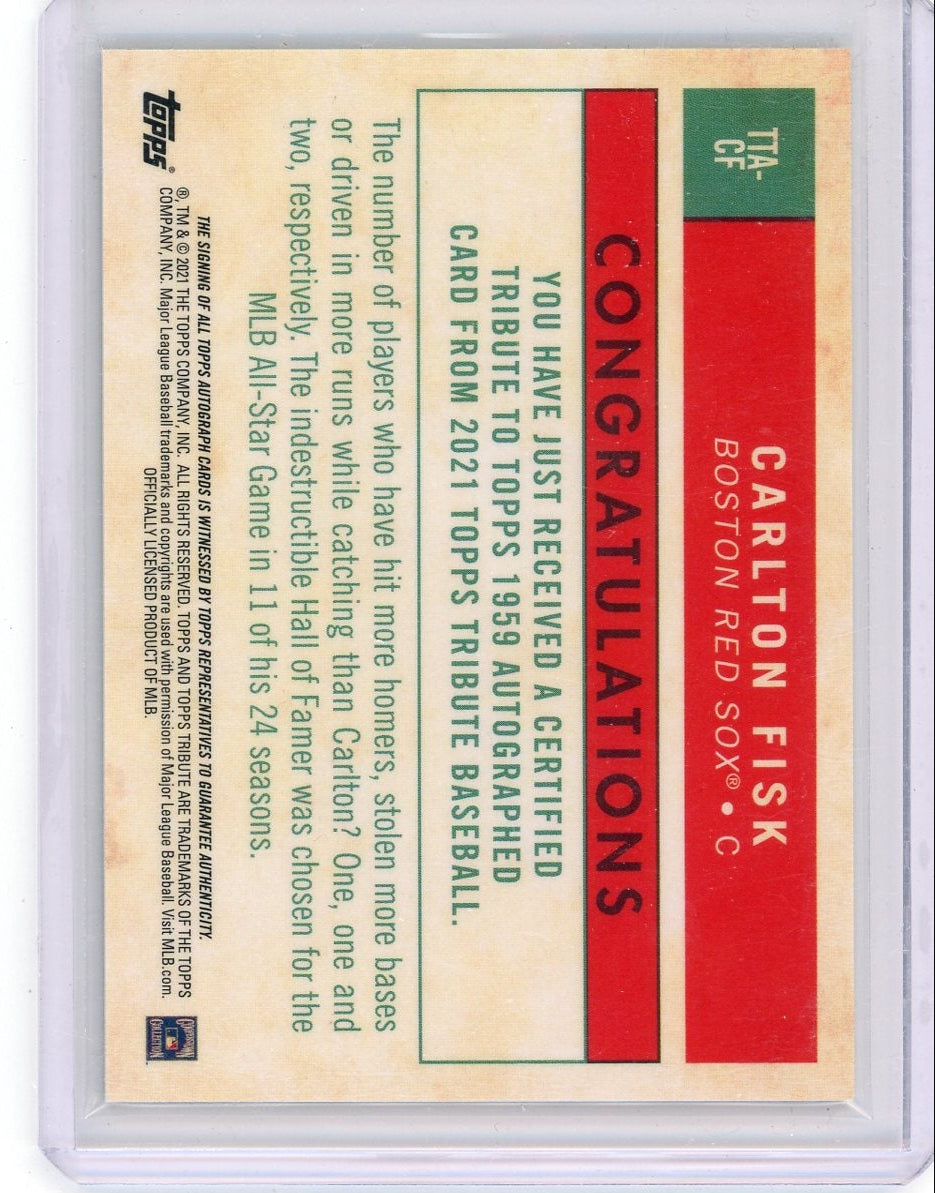 TTA-
CF
CARLTON FISK
BOSTON RED SOX® • C
CONGRATULATIONS
YOU HAVE JUST RECEIVED A CERTIFIED
TRIBUTE TO TOPPS 1959 AUTOGRAPHED
CARD FROM 2021 TOPPS TRIBUTE BASEBALL.
The number of players who have hit more homers, stolen more bases
or driven in more runs while catching than Carlton? One, one and
two, respectively. The indestructible Hall of Famer was chosen for the
MLB All-Star Game in 11 of his 24 seasons.
topps®
THE SIGNING OF ALL TOPPS AUTOGRAPH CARDS IS WITNESSED BY TOPPS REPRESENTATIVES TO GUARANTEE AUTHENTICITY.
®, TM & © 2021 THE TOPPS COMPANY, INC. ALL RIGHTS RESERVED. TOPPS AND TOPPS TRIBUTE ARE TRADEMARKS OF THE TOPPS
COMPANY, INC. Major League Baseball trademarks and copyrights are used with permission of Major League Baseball. Visit MLB.com.
OFFICIALLY LICENSED PRODUCT OF MLB.
COOPERSTOWN
COLLECTION